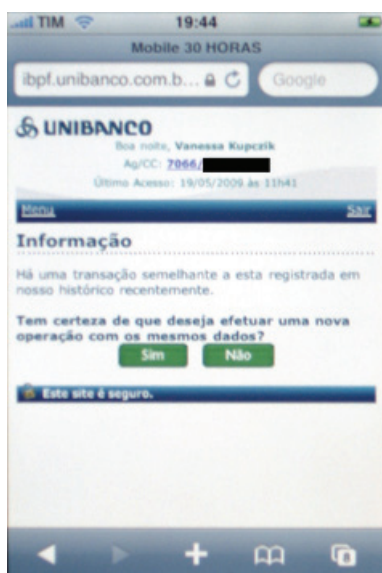 TIM 19:44
Mobile 30 HORAS
ibpf.unibanco.com.b... Google
UNIBANCO
Boa noite, Vanessa Kupczik
Ag/CC: 7066/
Último Acesso: 19/05/2009 às 11h41
Menu Sair
Informação
Há uma transação semelhante a esta registrada em
nosso histórico recentemente.
Tem certeza de que deseja efetuar uma nova
operação com os mesmos dados?
Sim Não
Este site é seguro.
8